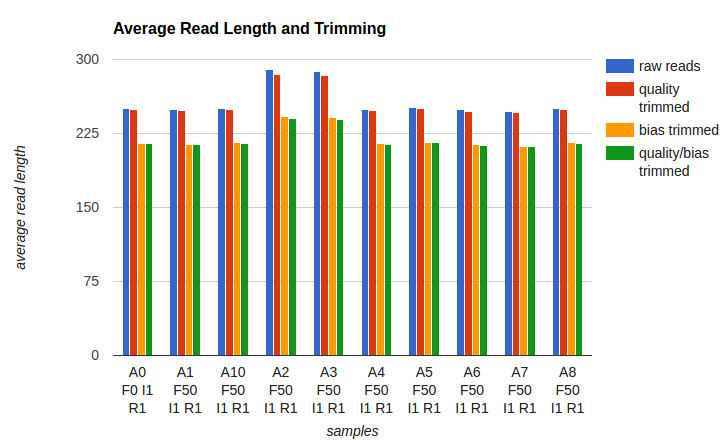 Average Read Length and Trimming
300
225
150
75
0
average read length
raw reads
quality
trimmed
bias trimmed
quality/bias
trimmed
A0
F0 I1
R1
A1
F50
I1 R1
A10
F50
I1 R1
A2
F50
I1 R1
A3
F50
I1 R1
A4
F50
I1 R1
A5
F50
I1 R1
A6
F50
I1 R1
A7
F50
I1 R1
A8
F50
I1 R1
samples